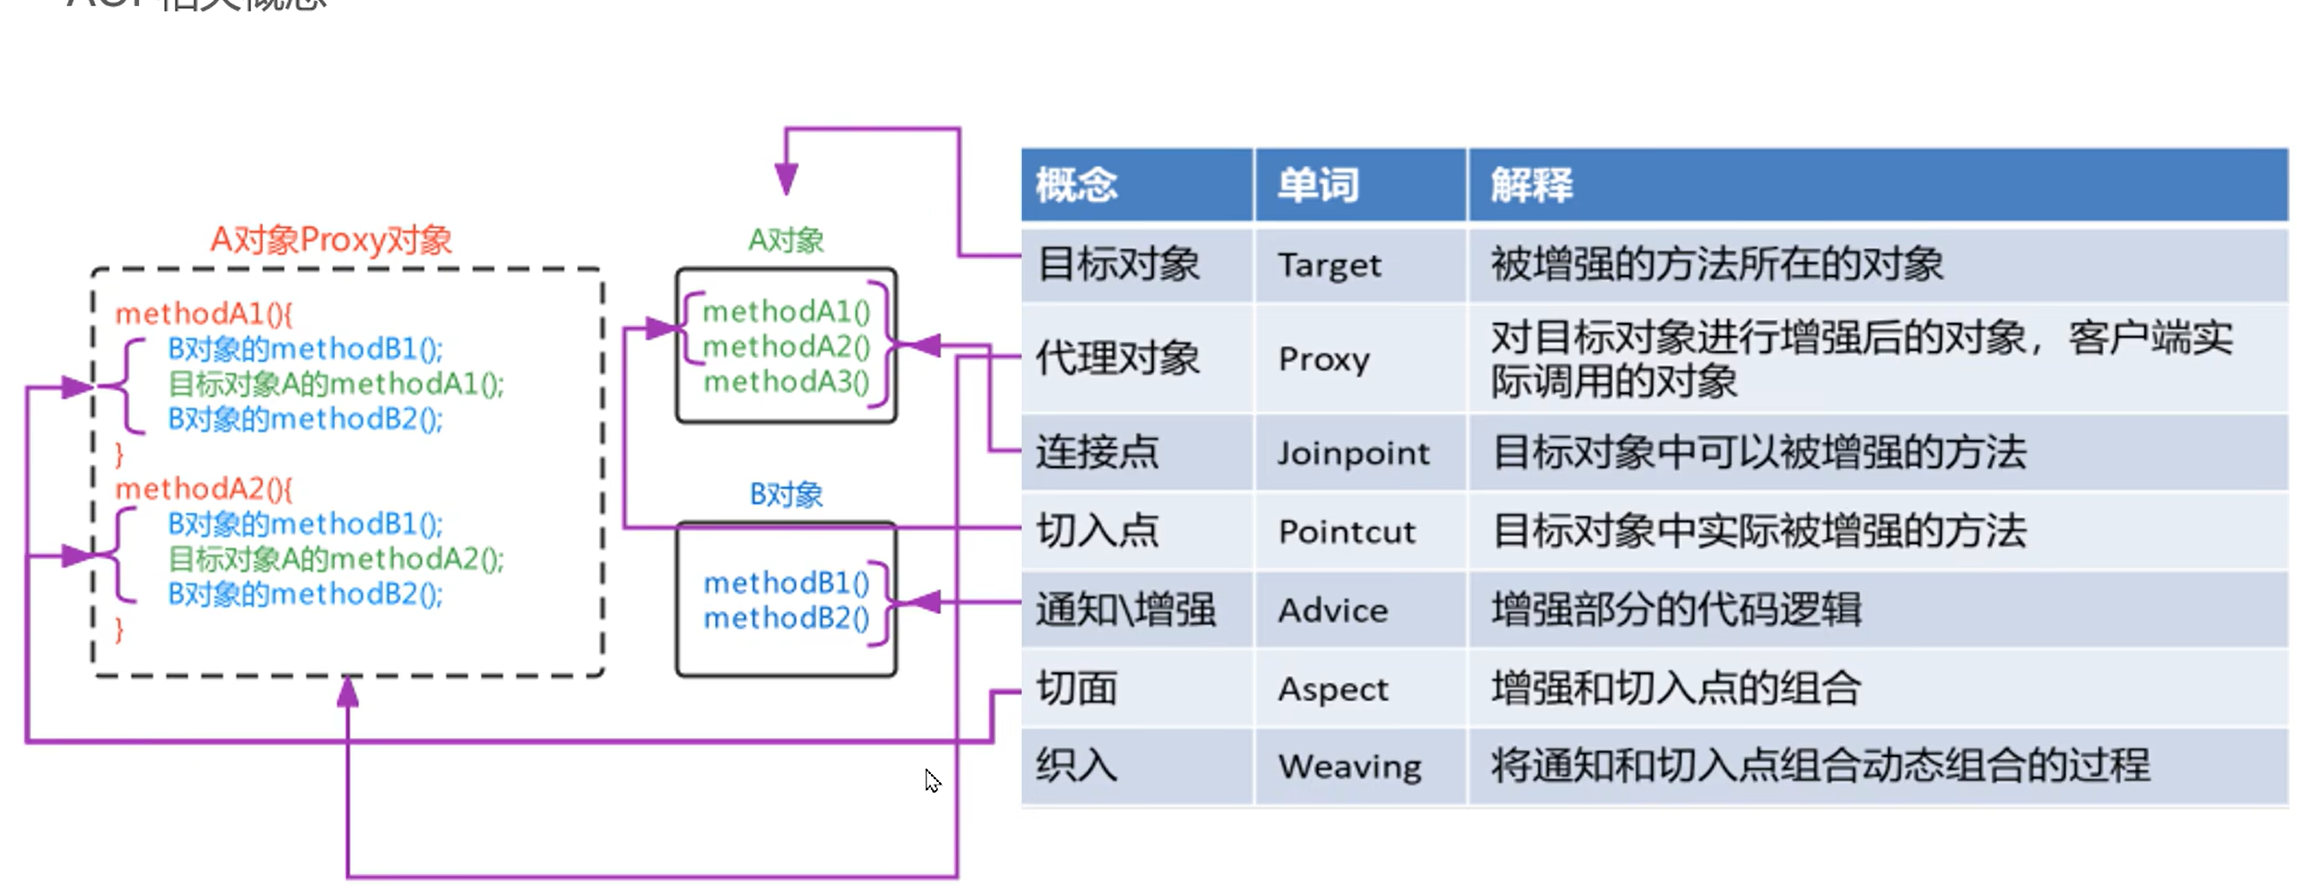 AOP相关概念
A对象Proxy对象
methodA1(){
B对象的methodB1();
目标对象A的methodA1();
B对象的methodB2();
}
methodA2(){
B对象的methodB1();
目标对象A的methodA2();
B对象的methodB2();
}
A对象
methodA1()
methodA2()
methodA3()
B对象
methodB1()
methodB2()
概念 单词 解释
目标对象 Target 被增强的方法所在的对象
代理对象 Proxy 对目标对象进行增强后的对象，客户端实
际调用的对象
连接点 Joinpoint 目标对象中可以被增强的方法
切入点 Pointcut 目标对象中实际被增强的方法
通知\增强 Advice 增强部分的代码逻辑
切面 Aspect 增强和切入点的组合
织入 Weaving 将通知和切入点组合动态组合的过程